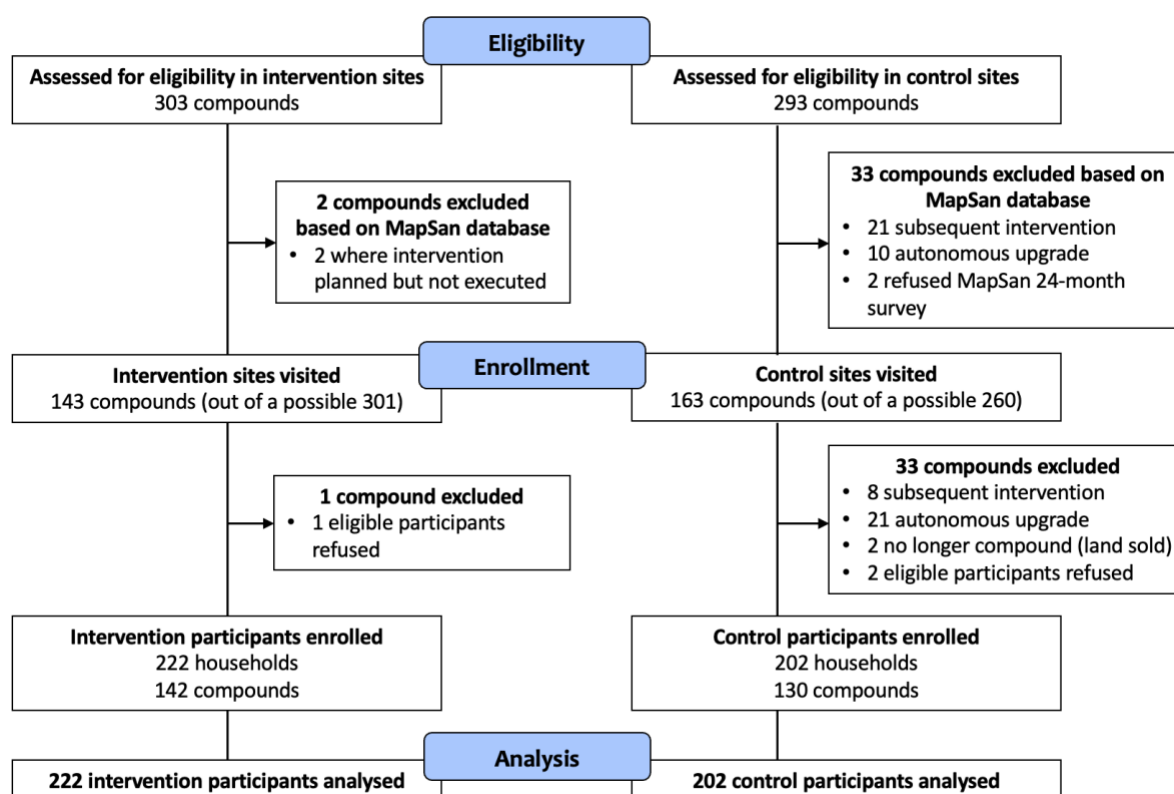 Eligibility
Assessed for eligibility in intervention sites
303 compounds
Assessed for eligibility in control sites
293 compounds
2 compounds excluded
based on MapSan database
• 2 where intervention
planned but not executed
33 compounds excluded based on
MapSan database
• 21 subsequent intervention
• 10 autonomous upgrade
• 2 refused MapSan 24-month
survey
Enrollment
Intervention sites visited
143 compounds (out of a possible 301)
Control sites visited
163 compounds (out of a possible 260)
1 compound excluded
• 1 eligible participants
refused
33 compounds excluded
• 8 subsequent intervention
• 21 autonomous upgrade
• 2 no longer compound (land sold)
• 2 eligible participants refused
Intervention participants enrolled
222 households
142 compounds
Control participants enrolled
202 households
130 compounds
Analysis
222 intervention participants analysed
202 control participants analysed